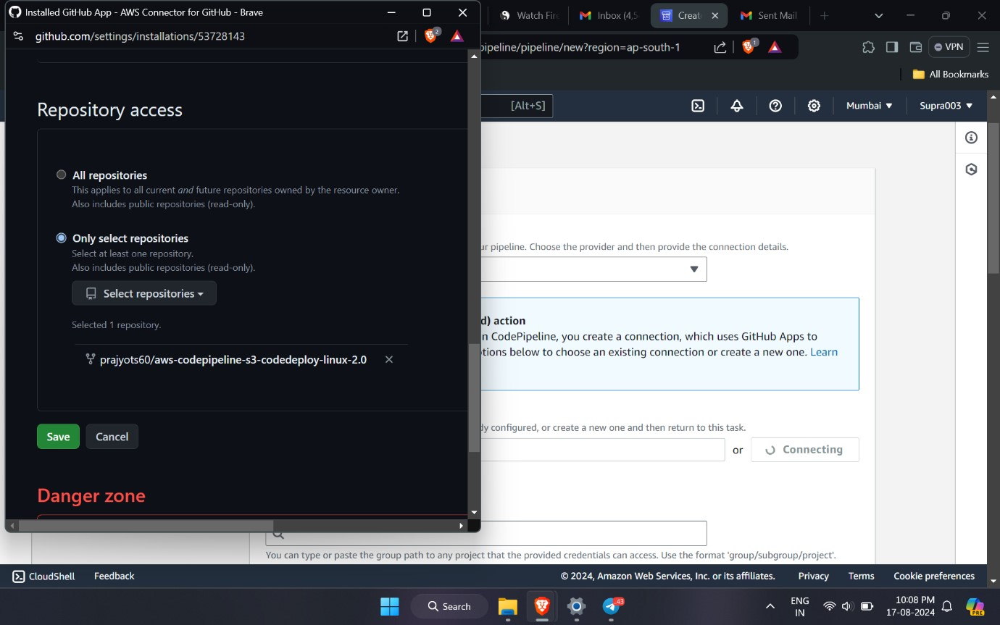 Installed GitHub App - AWS Connector for GitHub - Brave
github.com/settings/installations/53728143
2
Repository access
All repositories
This applies to all current and future repositories owned by the resource owner.
Also includes public repositories (read-only).
Only select repositories
Select at least one repository.
Also includes public repositories (read-only).
Select repositories
Selected 1 repository.
prajyots60/aws-codepipeline-s3-codedeploy-linux-2.0
Save
Cancel
Danger zone
Watch Fir
Inbox (4,5
Creat
Sent Mail
pipeline/pipeline/new?region=ap-south-1
1
VPN
All Bookmarks
[Alt+S]
Mumbai
Supra003
ur pipeline. Choose the provider and then provide the connection details.
d) action
n CodePipeline, you create a connection, which uses GitHub Apps to
tions below to choose an existing connection or create a new one. Learn
dy configured, or create a new one and then return to this task.
or
Connecting
You can type or paste the group path to any project that the provided credentials can access. Use the format 'group/subgroup/project'.
CloudShell
Feedback
© 2024, Amazon Web Services, Inc. or its affiliates.
Privacy
Terms
Cookie preferences
Search
43
ENG
IN
10:08 PM
17-08-2024
PRE